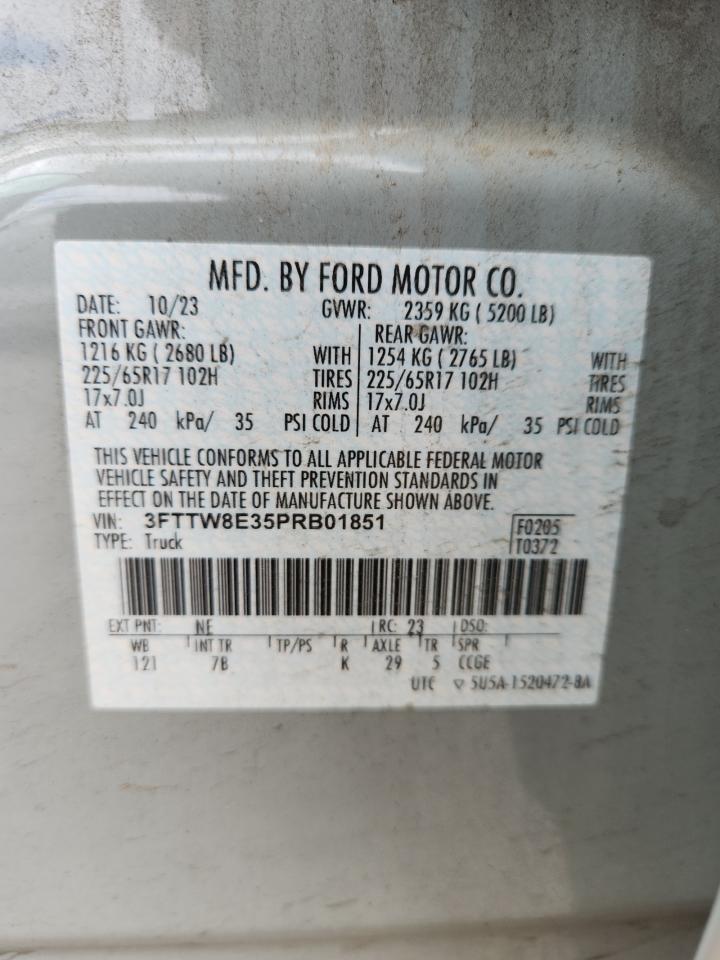 MFD. BY FORD MOTOR CO.
DATE: 10/23 GVWR: 2359 KG ( 5200 LB)
FRONT GAWR: REAR GAWR:
1216 KG ( 2680 LB) WITH 1254 KG ( 2765 LB) WITH
225/65R17 102H TIRES 225/65R17 102H TIRES
17x7.0J RIMS 17x7.0J RIMS
AT 240 kPa/ 35 PSI COLD AT 240 kPa/ 35 PSI COLD
THIS VEHICLE CONFORMS TO ALL APPLICABLE FEDERAL MOTOR
VEHICLE SAFETY AND THEFT PREVENTION STANDARDS IN
EFFECT ON THE DATE OF MANUFACTURE SHOWN ABOVE.
VIN: 3FTTW8E35PRB01851 F0205
TYPE: Truck T0372
EXT PNT: NE RC: 23 DSO:
WB INT TR TP/PS R AXLE TR SPR
121 7B K 29 5 CCGE
UTC ▽ 5U5A-1520472-BA